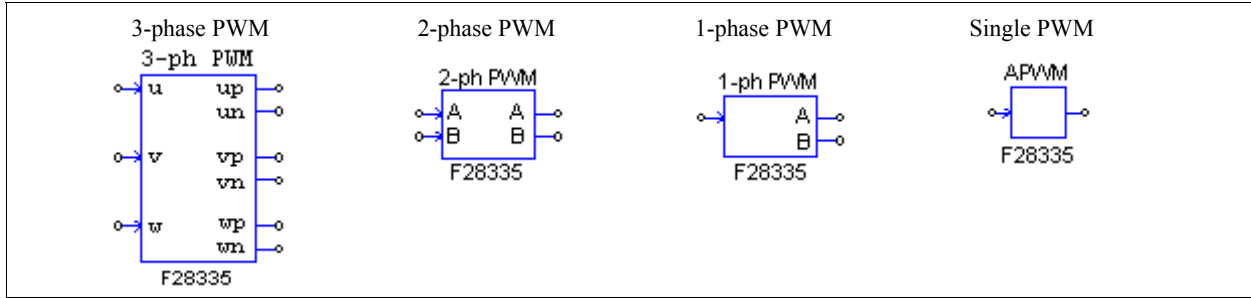 3-phase PWM
2-phase PWM
1-phase PWM
Single PWM
3-ph PWM
u
up
un
v
vp
vn
w
wp
wn
F28335
2-ph PWM
A
A
B
B
F28335
1-ph PWM
A
B
F28335
APWM
F28335